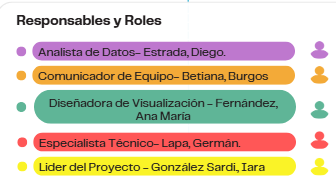 Responsables y Roles
Analista de Datos- Estrada, Diego.
Comunicador de Equipo- Betiana, Burgos
Diseñadora de Visualización - Fernández,
Ana María
Especialista Técnico- Lapa, Germán.
Lider del Proyecto - González Sardi, Iara